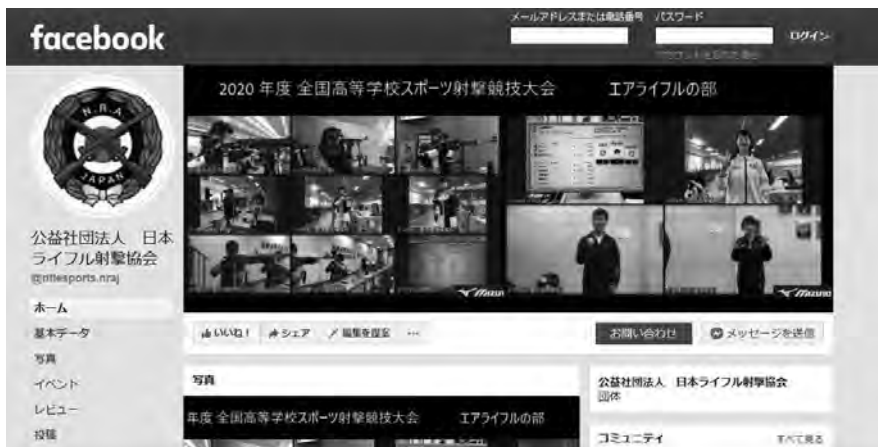 facebook
メールアドレスまたは電話番号 パスワード
ログイン
2020 年度 全国高等学校スポーツ射撃競技大会 エアライフルの部
N.R.A
JAPAN
MIZUNO
公益社団法人 日本
ライフル射撃協会
@riflesports.nraj
ホーム
基本データ
写真
イベント
レビュー
投稿
いいね! シェア 編集を提案 ...
お問い合わせ メッセージを送信
写真
年度 全国高等学校スポーツ射撃競技大会 エアライフルの部
公益社団法人 日本ライフル射撃協会
団体
コミュニティ すべて見る